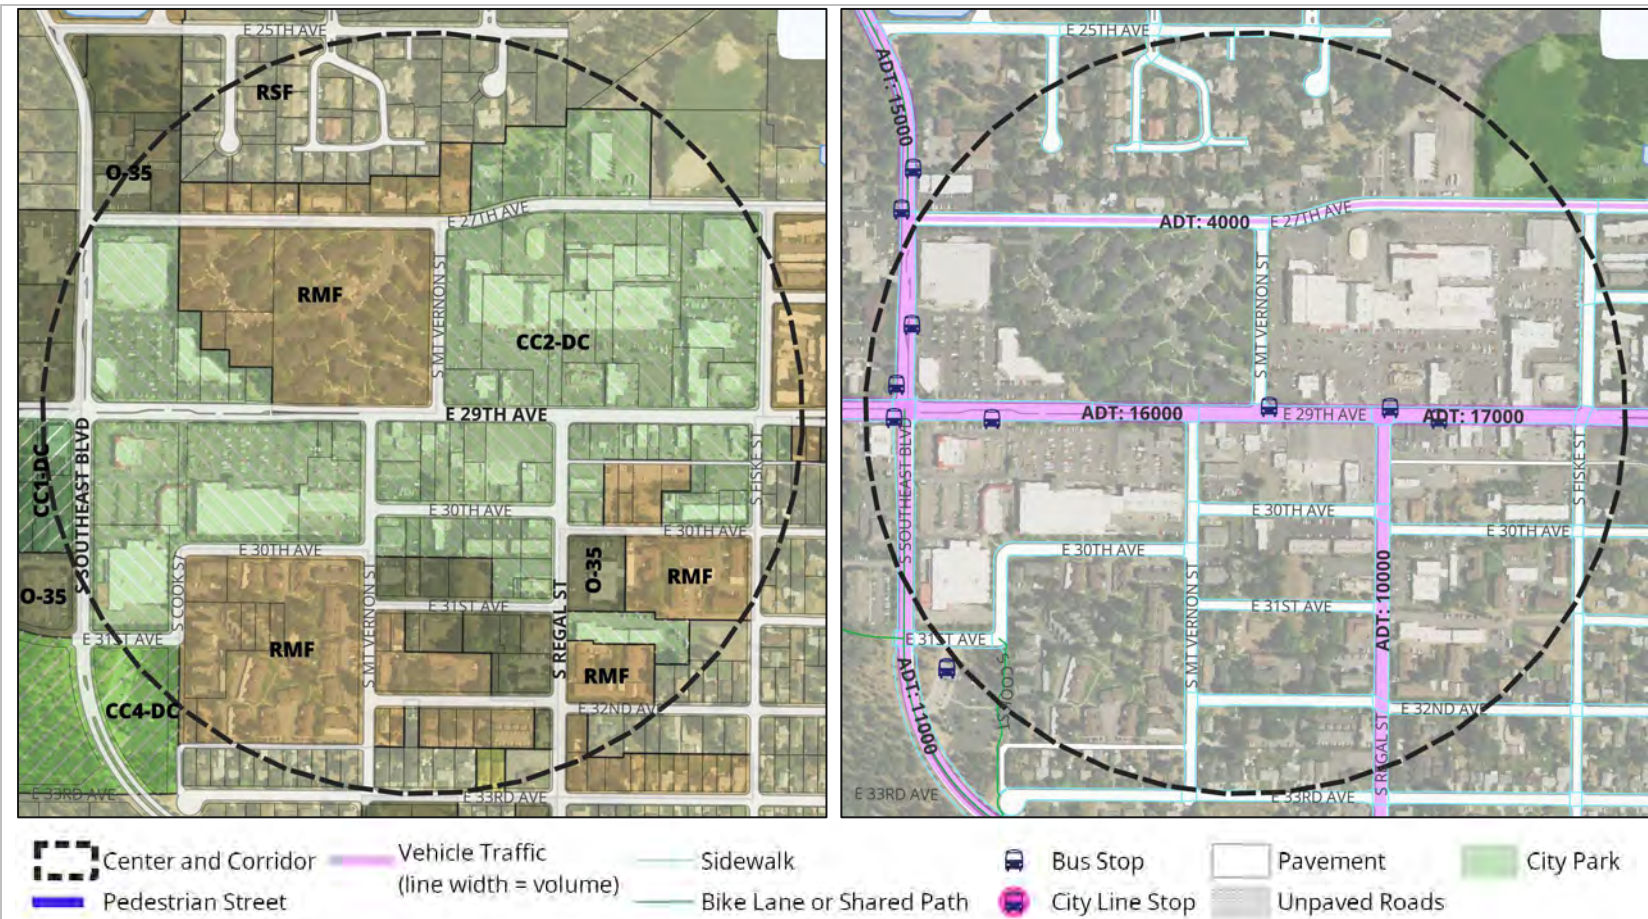 E 25TH AVE
RSF
O-35
E 27TH AVE
RMF
S MT VERNON ST
CC2-DC
E 29TH AVE
CC1-DC
S SOUTHEAST BLVD
S FISKE ST
E 30TH AVE
E 30TH AVE
E 30TH AVE
O-35
RMF
O-35
S COOK ST
S MT VERNON ST
E 31ST AVE
S REGAL ST
E 31ST AVE
RMF
RMF
CC4-DC
E 32ND AVE
E 33RD AVE
E 33RD AVE
E 25TH AVE
ADT: 15000
ADT: 4000
E 27TH AVE
S MT VERNON ST
ADT: 16000
E 29TH AVE
ADT: 17000
S SOUTHEAST BLVD
S FISKE ST
E 30TH AVE
E 30TH AVE
E 30TH AVE
ADT: 10000
E 31ST AVE
E 31ST AVE
S MT VERNON ST
S COOK ST
ADT: 11000
E 32ND AVE
S REGAL ST
E 33RD AVE
E 33RD AVE
Center and Corridor
Vehicle Traffic
(line width = volume)
Sidewalk
Bus Stop
Pavement
City Park
Pedestrian Street
Bike Lane or Shared Path
City Line Stop
Unpaved Roads